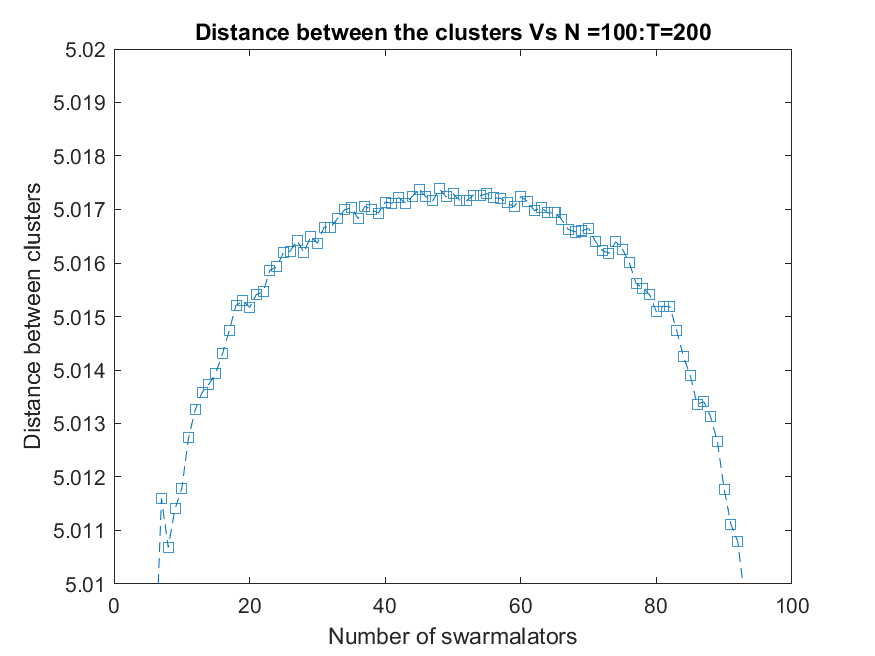 Distance between the clusters Vs N =100:T=200
5.02
5.019
5.018
5.017
5.016
5.015
5.014
5.013
5.012
5.011
5.01
Distance between clusters
0 20 40 60 80 100
Number of swarmalators